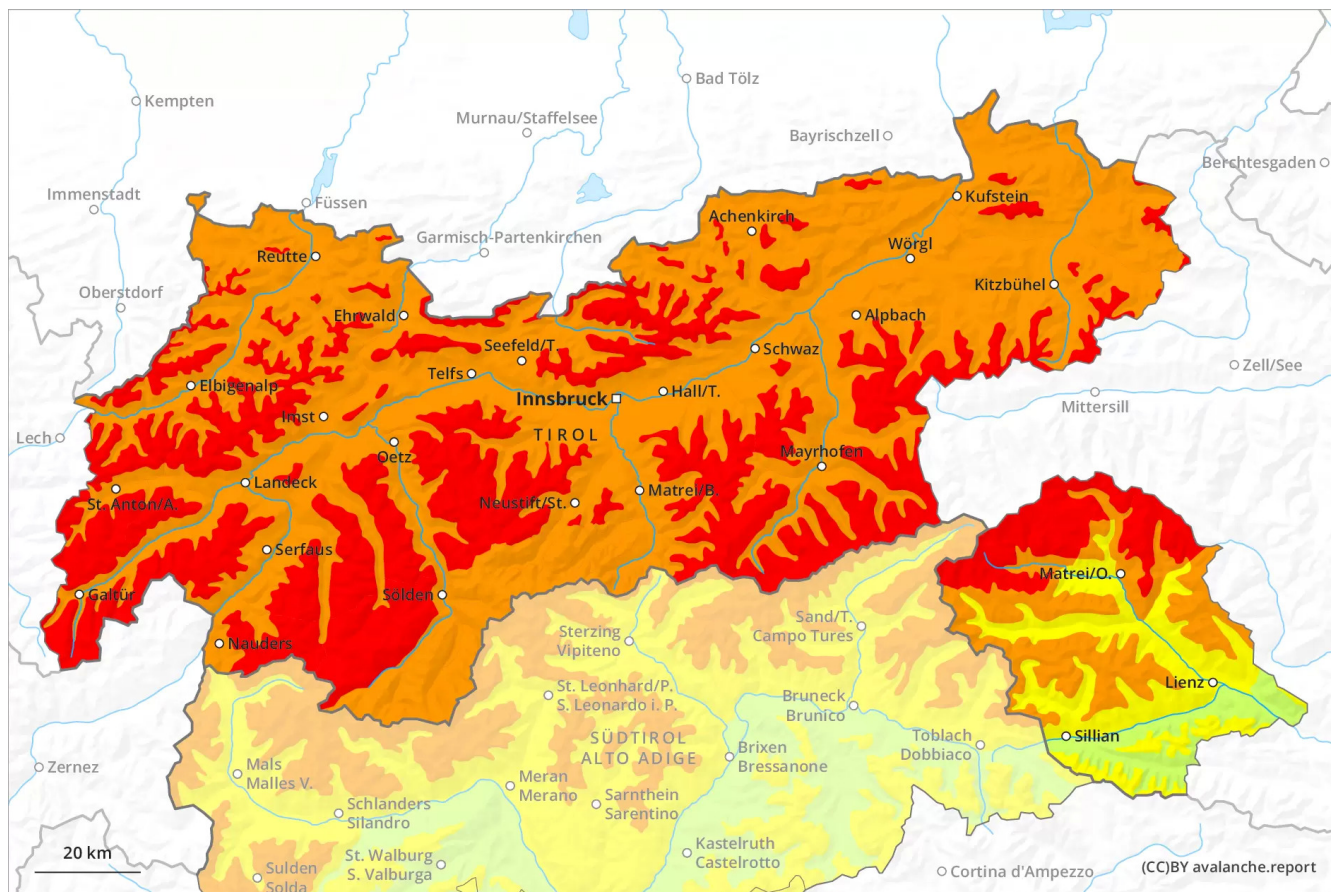 Bad Tölz
Kempten
Murnau/Staffelsee
Bayrischzell
Berchtesgaden
Immenstadt
Füssen
Kufstein
Achenkirch
Garmisch-Partenkirchen
Wörgl
Reutte
Kitzbühel
Oberstdorf
Ehrwald
Alpbach
Seefeld/T.
Schwaz
Zell/See
Telfs
Elbigenalp
Hall/T.
Mittersill
Innsbruck
Imst
Lech
TIROL
Oetz
Mayrhofen
Landeck
St. Anton/A.
Matrei/B.
Neustift/St.
Serfaus
Matrei/O.
Galtür
Sölden
Sand/T.
Campo Tures
Sterzing
Vipiteno
Nauders
Lienz
St. Leonhard/P.
S. Leonardo i. P.
Bruneck
Brunico
SÜDTIROL
ALTO ADIGE
Toblach
Dobbiaco
Sillian
Brixen
Bressanone
Zernez
Mals
Malles V.
Meran
Merano
Sarnthein
Sarentino
Schlanders
Silandro
20 km
St. Walburg
S. Valburga
Kastelruth
Castelrotto
Sulden
Solda
Cortina d'Ampezzo
(CC)BY avalanche.report